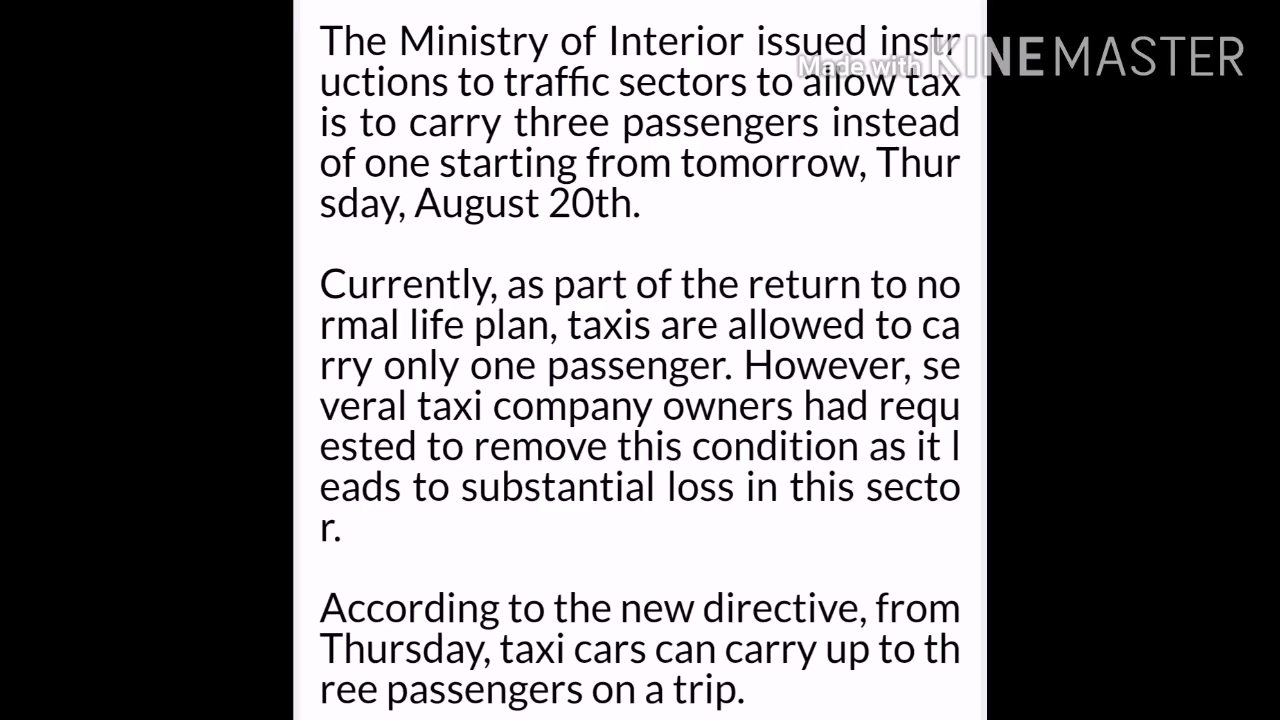 The Ministry of Interior issued instr
uctions to traffic sectors to allow tax
is to carry three passengers instead
of one starting from tomorrow, Thur
sday, August 20th.
Currently, as part of the return to no
rmal life plan, taxis are allowed to ca
rry only one passenger. However, se
veral taxi company owners had requ
ested to remove this condition as it l
eads to substantial loss in this secto
r.
According to the new directive, from
Thursday, taxi cars can carry up to th
ree passengers on a trip.
Made with KINEMASTER